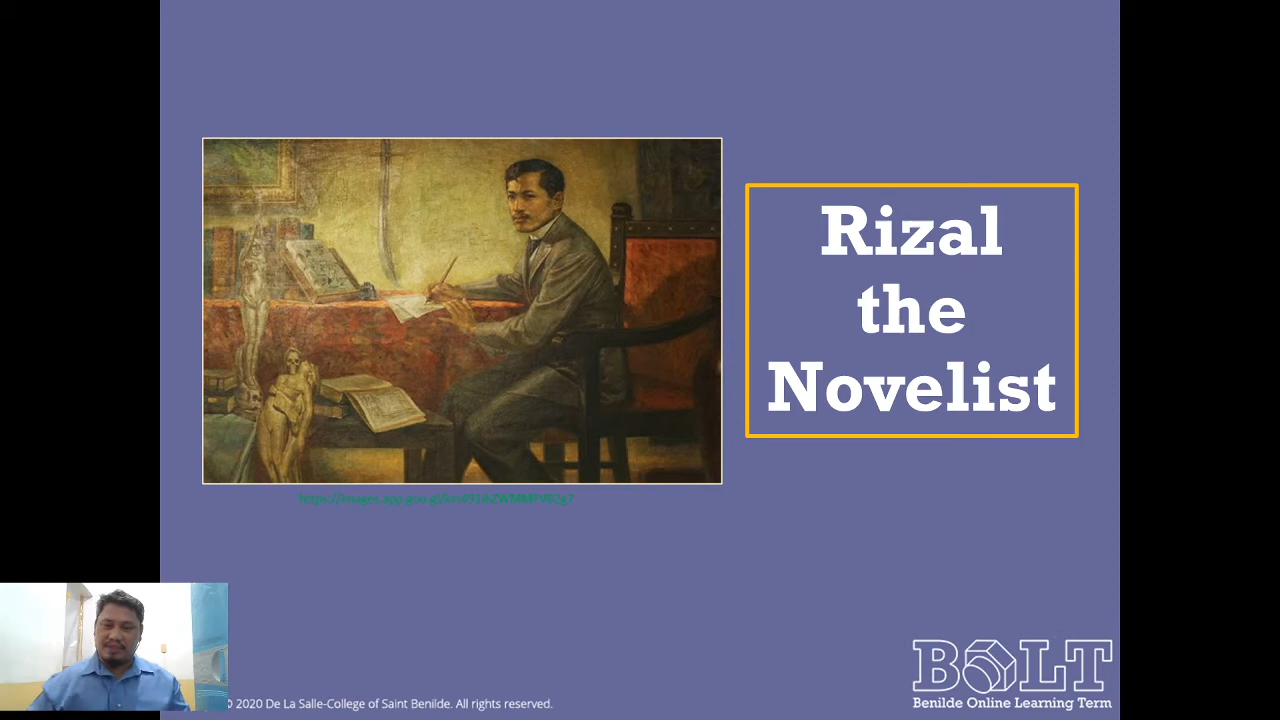 Rizal
the
Novelist
© 2020 De La Salle-College of Saint Benilde. All rights reserved.
BOLT
Benilde Online Learning Term